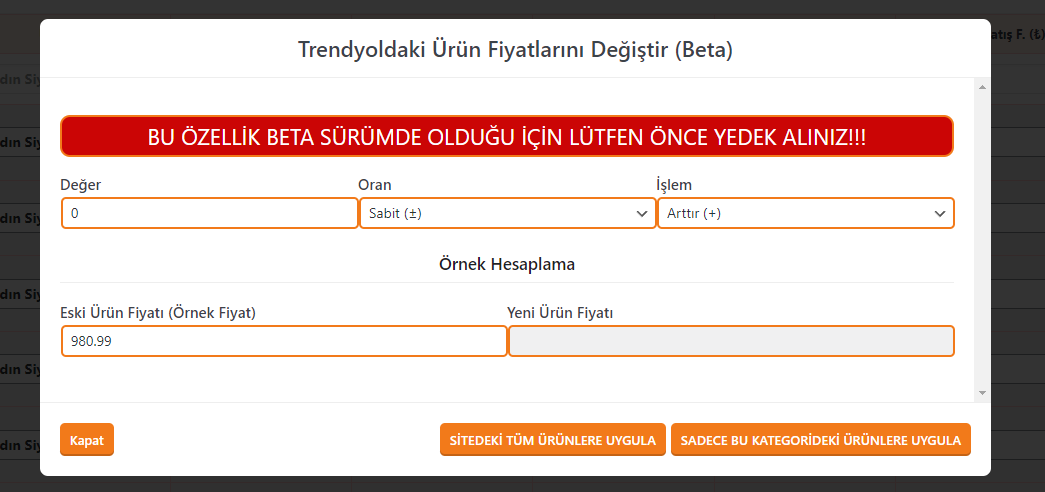 Trendyoldaki Ürün Fiyatlarını Değiştir (Beta)
atış F. (₺)
dın Siy
BU ÖZELLİK BETA SÜRÜMDE OLDUĞU İÇİN LÜTFEN ÖNCE YEDEK ALINIZ!!!
dın Siy
Değer Oran İşlem
0 Sabit (±) Arttır (+)
dın Siy
Örnek Hesaplama
dın Siy
Eski Ürün Fiyatı (Örnek Fiyat) Yeni Ürün Fiyatı
980.99
dın Siy
Kapat SİTEDEKİ TÜM ÜRÜNLERE UYGULA SADECE BU KATEGORİDEKİ ÜRÜNLERE UYGULA
dın Siy